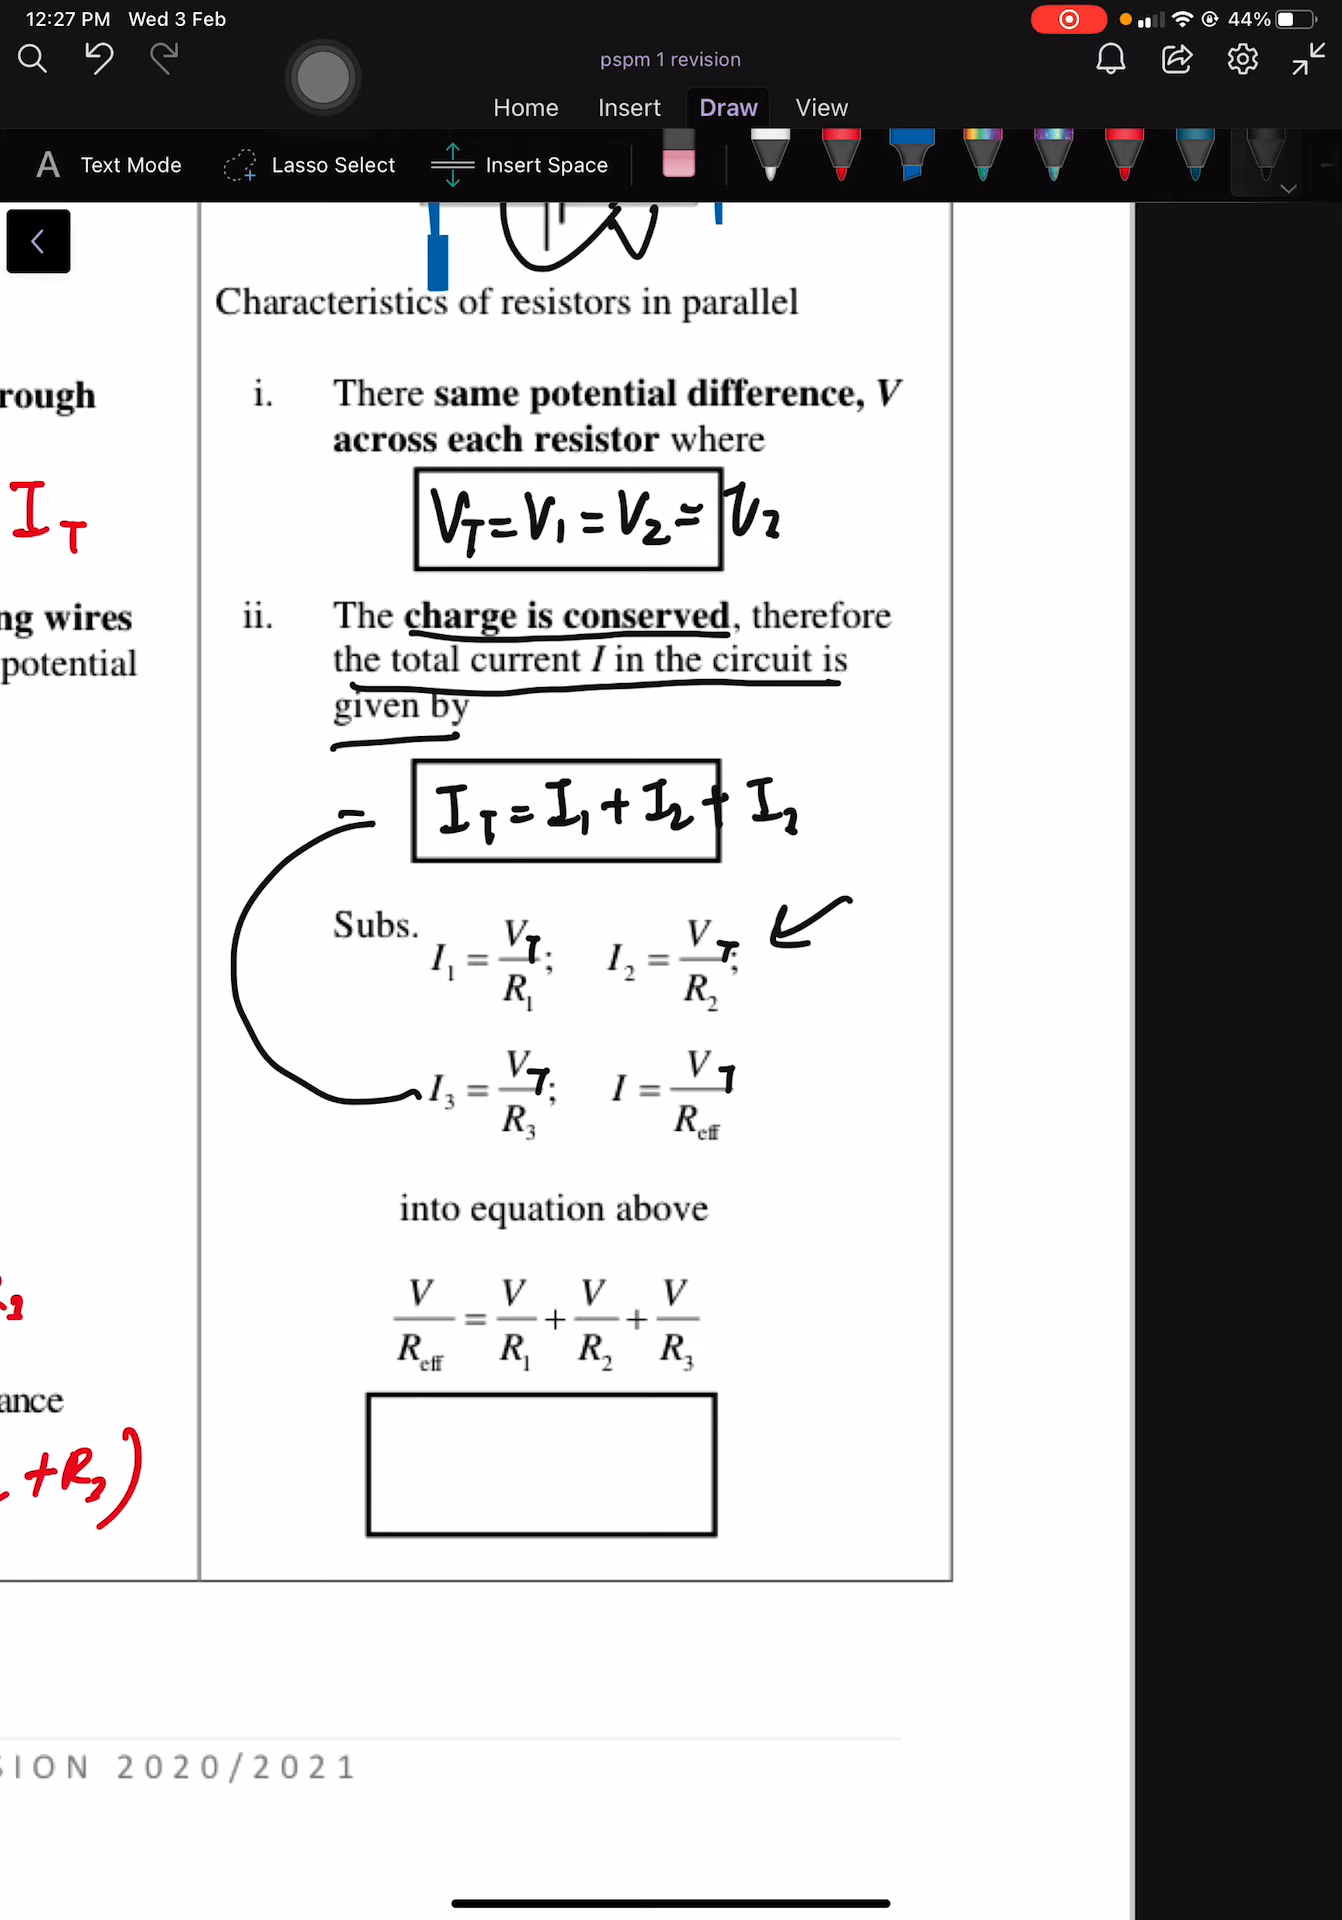 12:27 PM Wed 3 Feb
44%
pspm 1 revision
Home Insert Draw View
A Text Mode Lasso Select Insert Space
Characteristics of resistors in parallel
rough
i. There same potential difference, V
across each resistor where
I_T
V_T = V_1 = V_2 = V_3
ng wires
ii. The charge is conserved, therefore
potential
the total current I in the circuit is
given by
= I_T = I_1 + I_2 + I_3
Subs.
I_1 = V_T/R_1; I_2 = V_T/R_2;
I_3 = V_T/R_3; I = V_T/R_eff
into equation above
V/R_eff = V/R_1 + V/R_2 + V/R_3
ance
+R_3)
SION 2020/2021